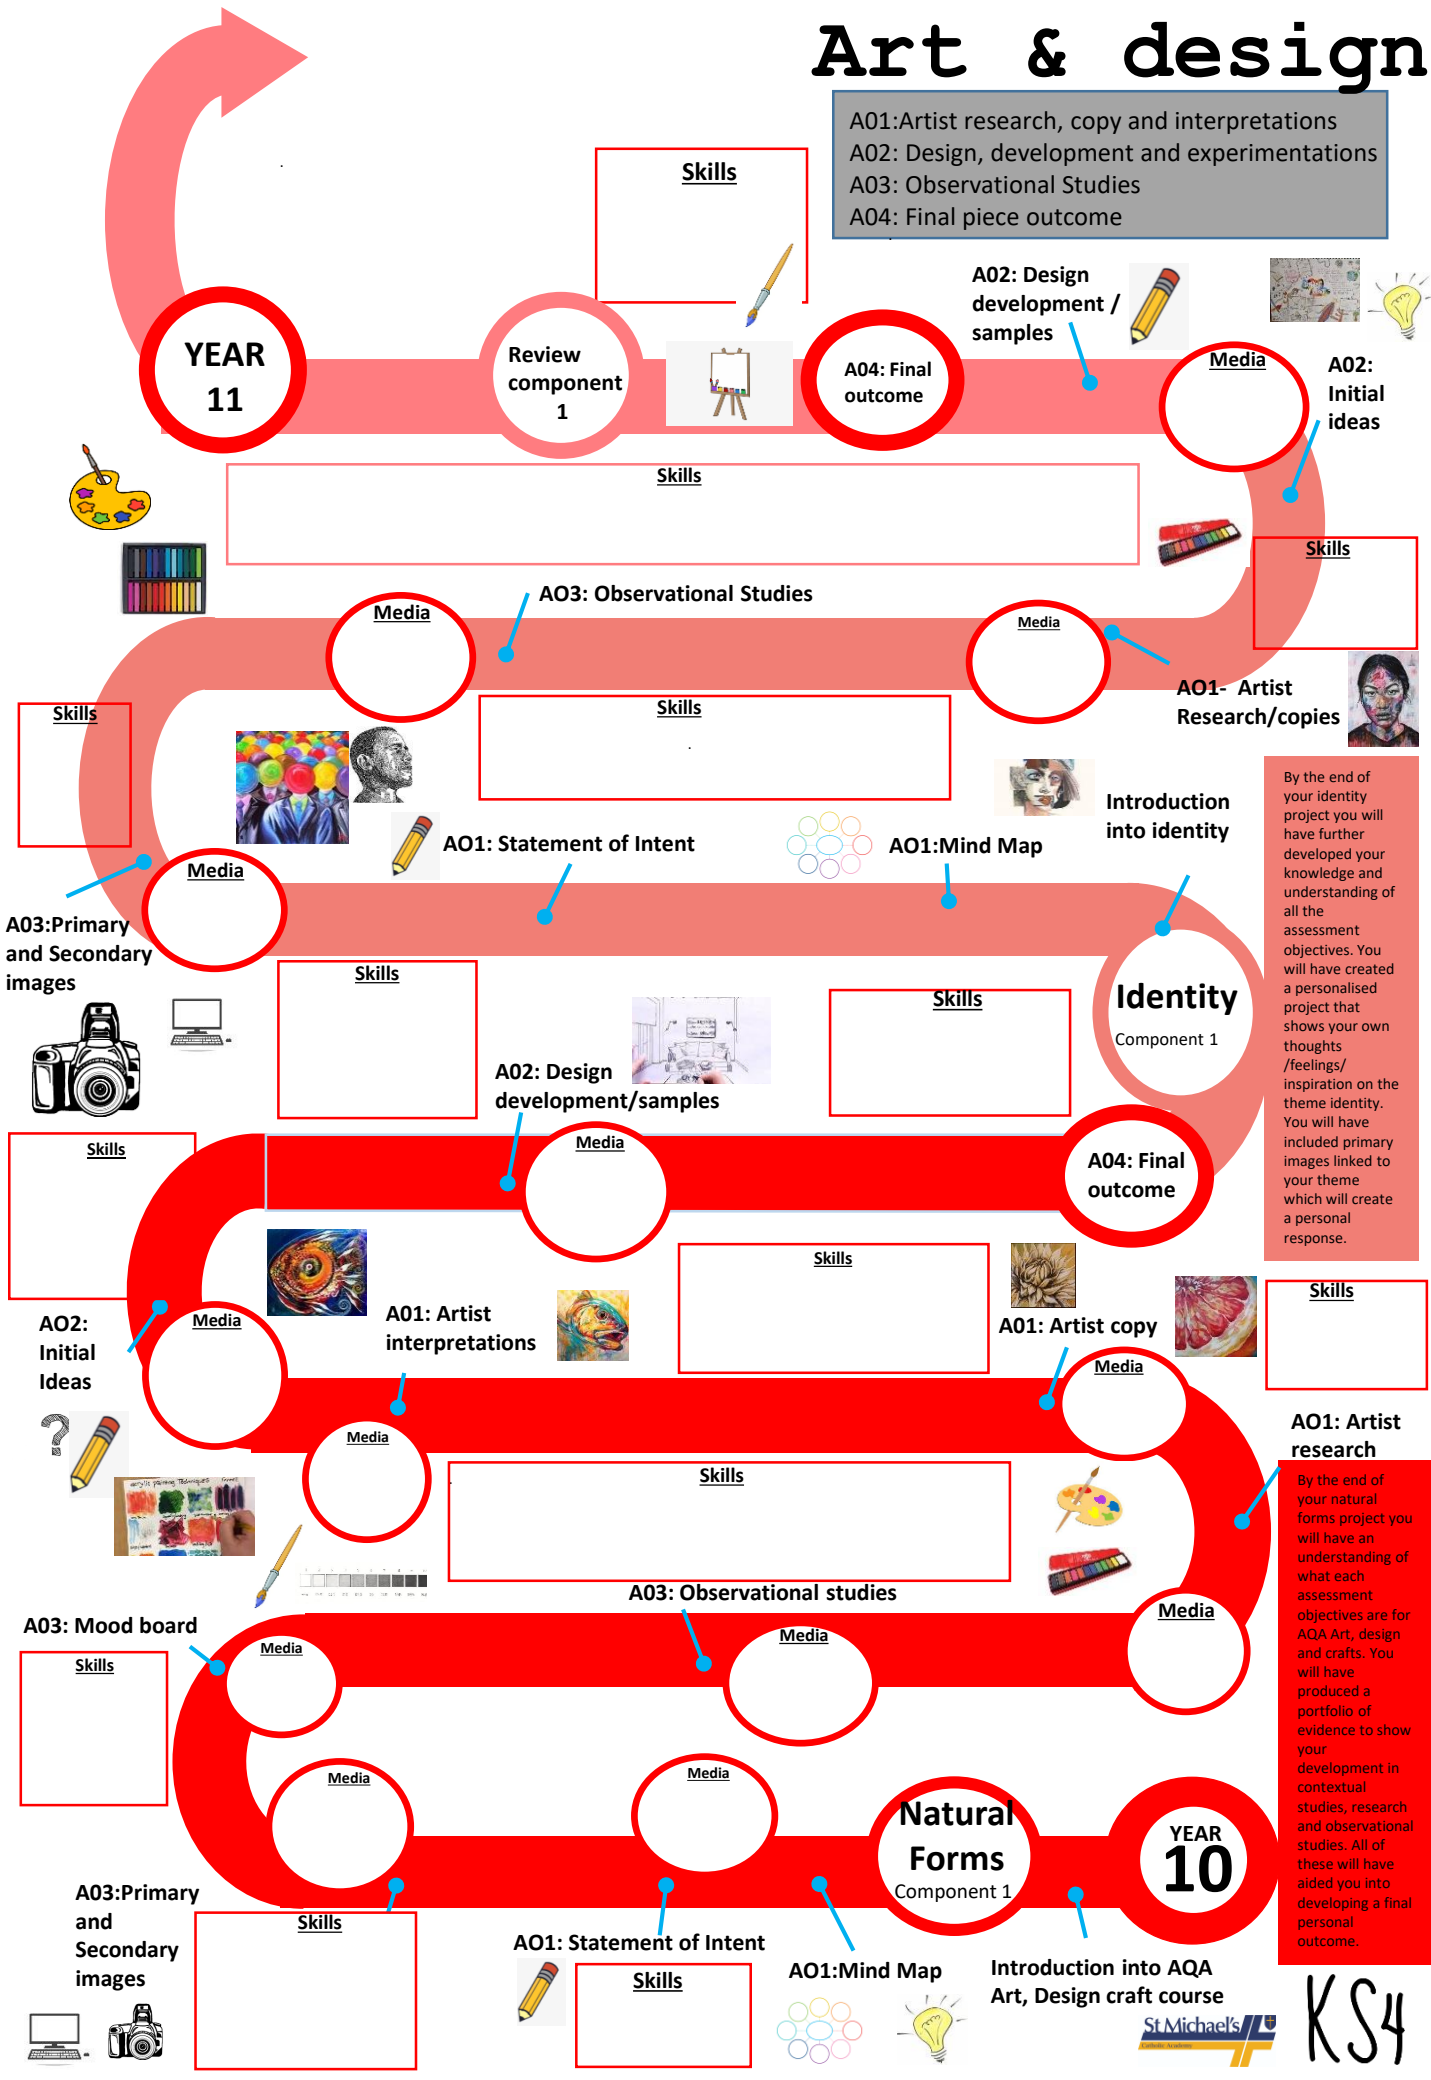 Art & design
A01:Artist research, copy and interpretations
A02: Design, development and experimentations
A03: Observational Studies
A04: Final piece outcome
Skills
A02: Design
development /
samples
YEAR
11
Review
component
1
A04: Final
outcome
Media
A02:
Initial
ideas
Skills
Skills
AO3: Observational Studies
Media
Media
AO1-  Artist
Research/copies
Skills
Skills
By the end of
your identity
project you will
have further
developed your
knowledge and
understanding of
all the
assessment
objectives. You
will have created
a personalised
project that
shows your own
thoughts
/feelings/
inspiration on the
theme identity.
You will have
included primary
images linked to
your theme
which will create
a personal
response.
Introduction
into identity
AO1: Statement of Intent
AO1:Mind Map
Media
A03:Primary
and Secondary
images
Skills
Skills
Identity
Component 1
A02: Design
development/samples
Skills
Media
A04: Final
outcome
Skills
Skills
AO2:
Initial
Ideas
Media
A01: Artist
interpretations
A01: Artist copy
Media
AO1: Artist
research
Media
Skills
acrylic painting Techniques
A03: Observational studies
A03: Mood board
Skills
Media
Media
Media
By the end of
your natural
forms project you
will have an
understanding of
what each
assessment
objectives are for
AQA Art, design
and crafts. You
will have
produced a
portfolio of
evidence to show
your
development in
contextual
studies, research
and observational
studies. All of
these will have
aided you into
developing a final
personal
outcome.
Media
Media
Natural
Forms
Component 1
YEAR
10
A03:Primary
and
Secondary
images
Skills
AO1: Statement of Intent
Skills
AO1:Mind Map
Introduction into AQA
Art, Design craft course
St Michael's
Catholic Academy
KS4